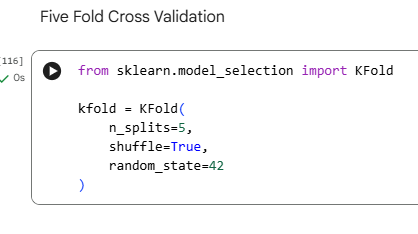 Five Fold Cross Validation
[116]
0s
from sklearn.model_selection import KFold
kfold = KFold(
    n_splits=5,
    shuffle=True,
    random_state=42
)